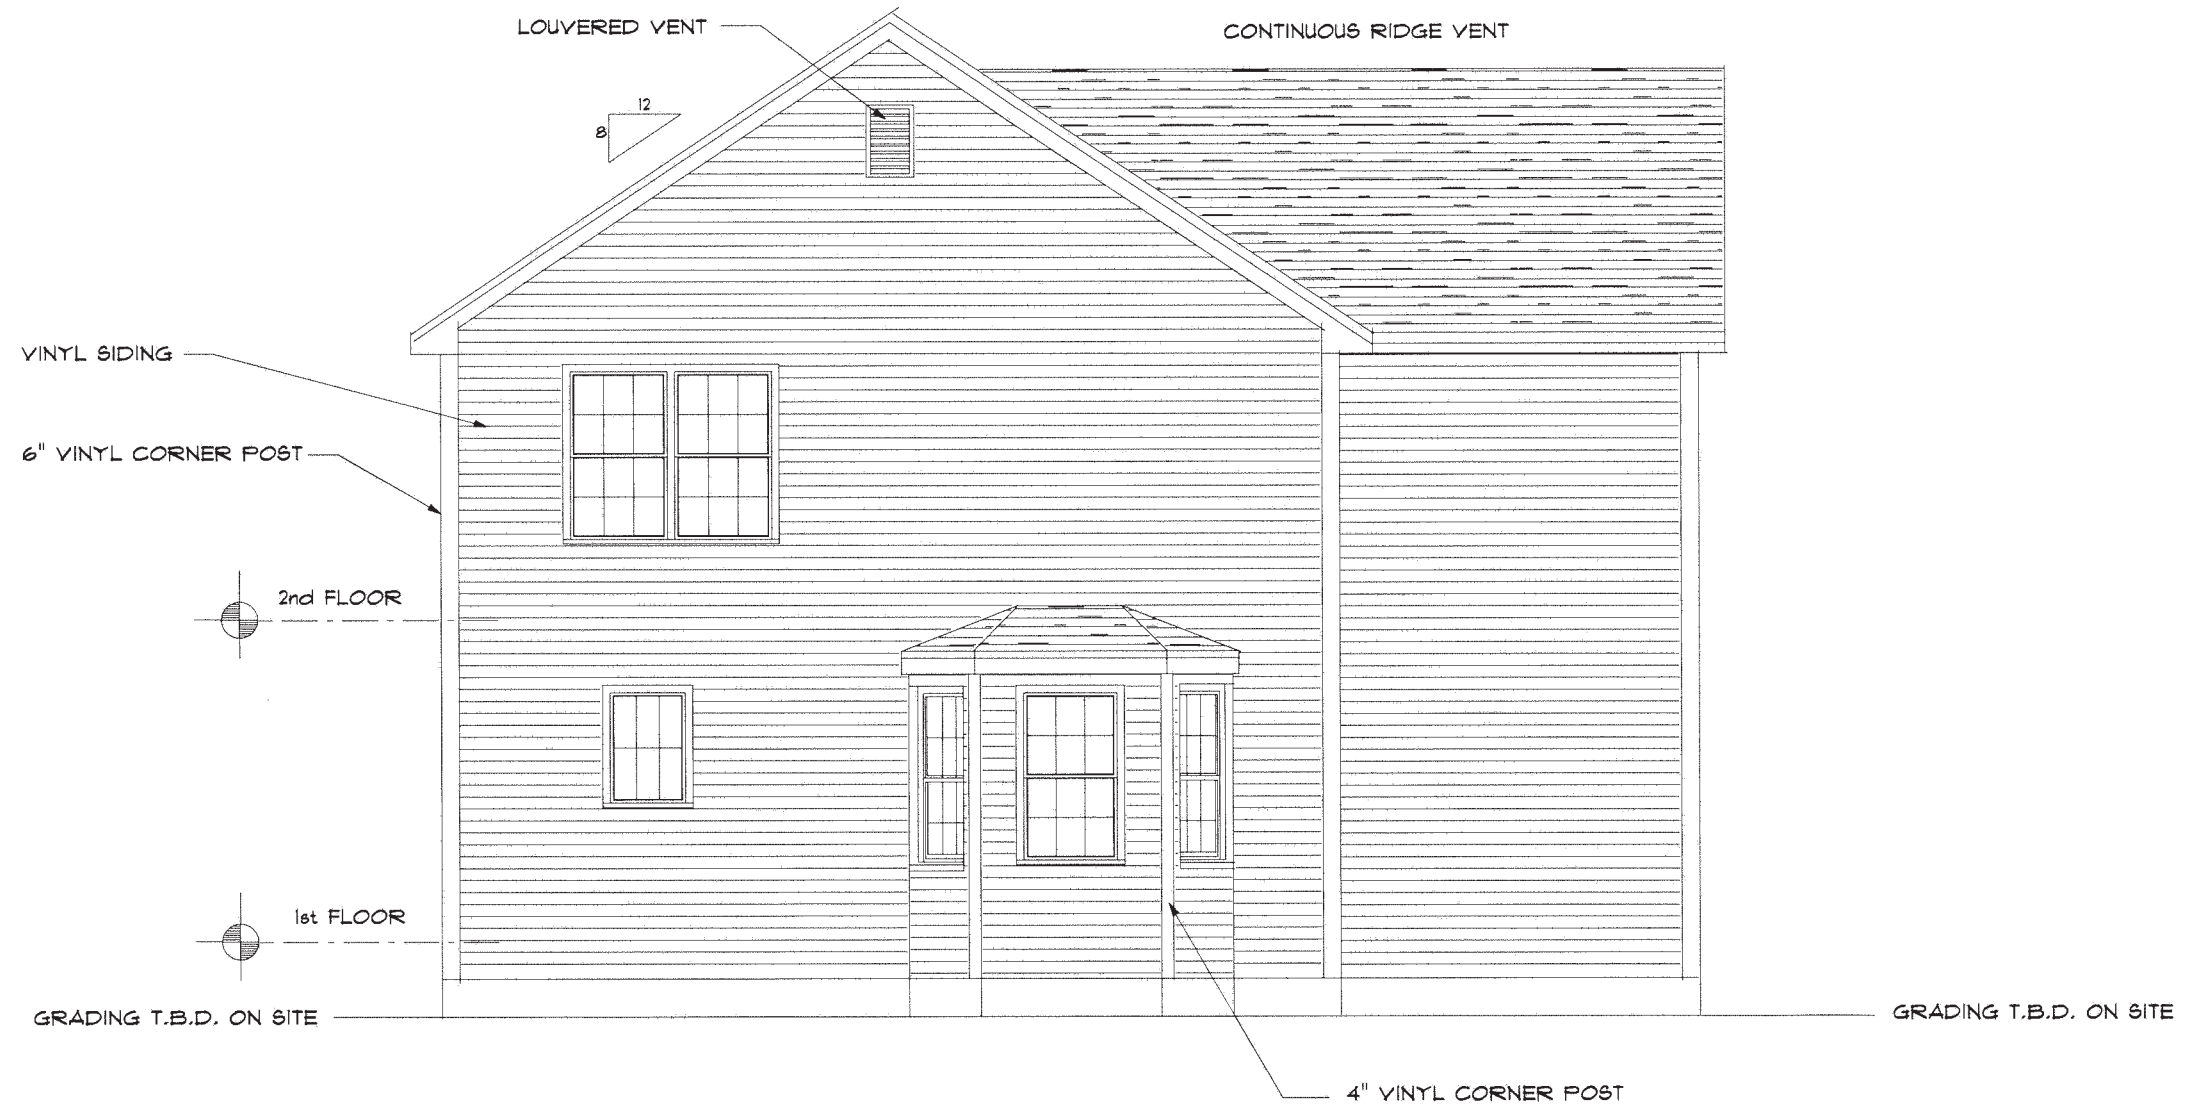 LOUVERED VENT
CONTINUOUS RIDGE VENT
12
8
VINYL SIDING
6" VINYL CORNER POST
2nd FLOOR
1st FLOOR
GRADING T.B.D. ON SITE
GRADING T.B.D. ON SITE
4" VINYL CORNER POST